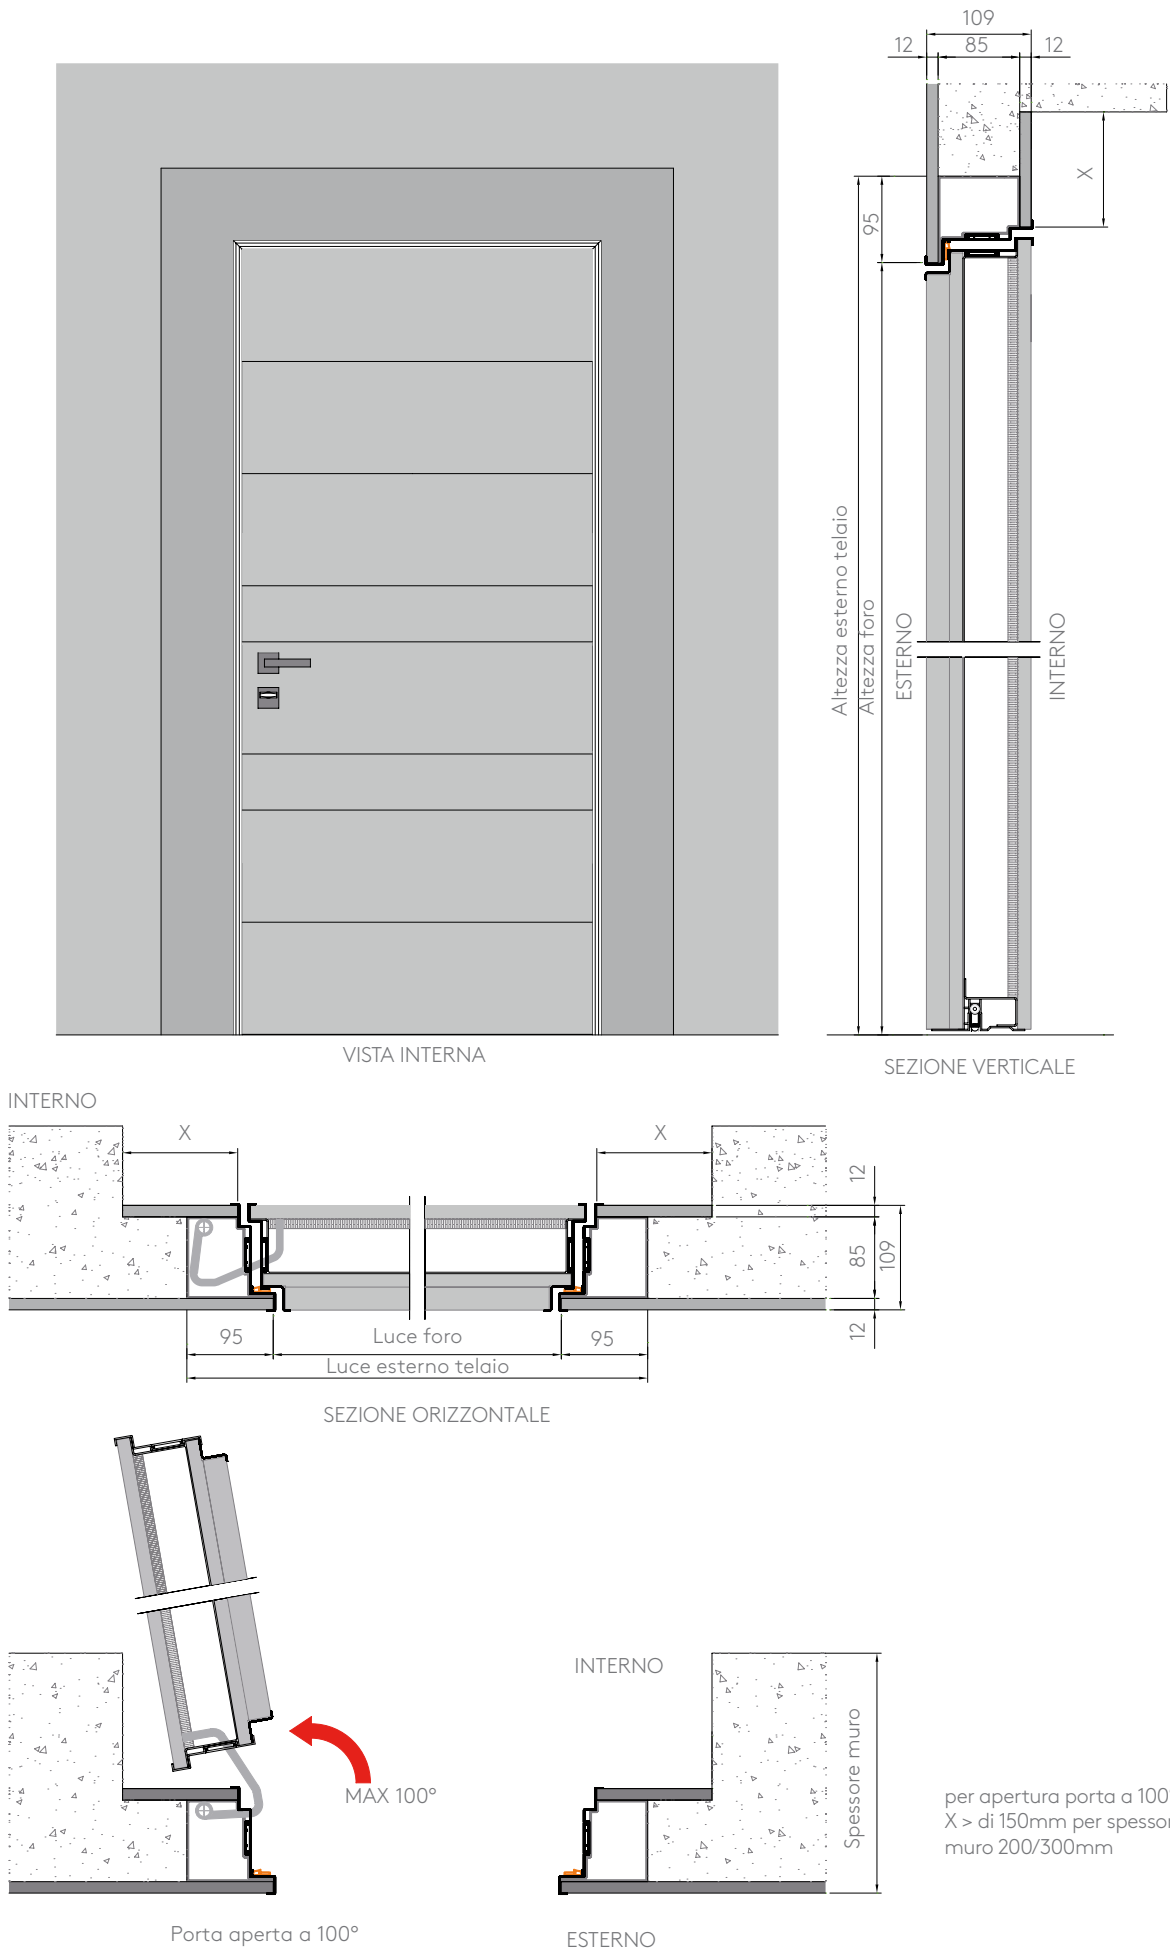 109
12 85 12
X
95
Altezza esterno telaio
Altezza foro
ESTERNO
INTERNO
VISTA INTERNA
SEZIONE VERTICALE
INTERNO
X X
12
85
109
12
95 Luce foro 95
Luce esterno telaio
SEZIONE ORIZZONTALE
INTERNO
MAX 100°
Spessore muro
per apertura porta a 100
X > di 150mm per spessor
muro 200/300mm
Porta aperta a 100°
ESTERNO